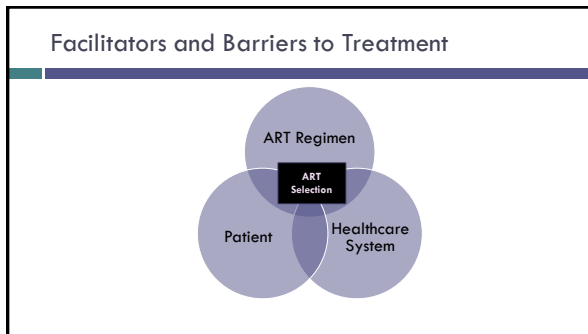 Facilitators and Barriers to Treatment
ART Regimen
ART
Selection
Patient
Healthcare
System